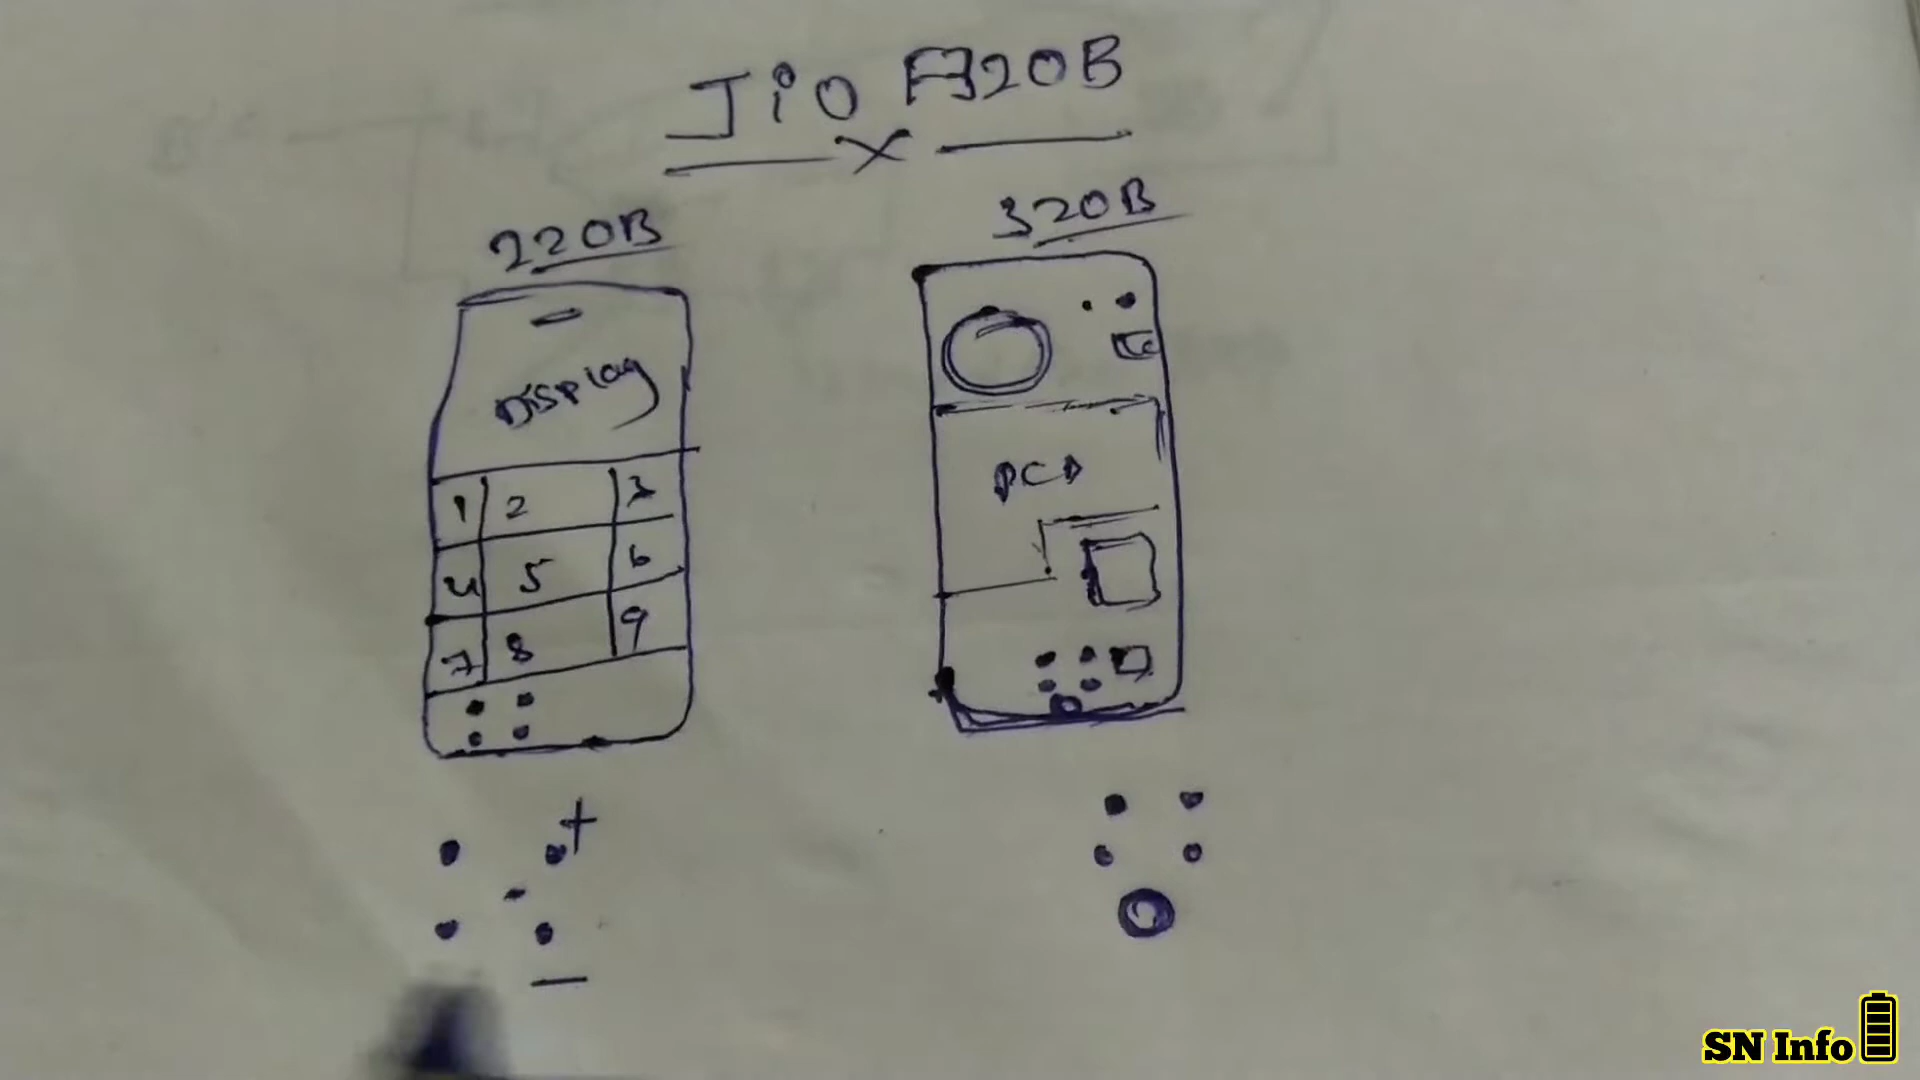 Jio F320B
220B
320B
Display
1 2 3
4 5 6
7 8 9
PCB
+
-
SN Info